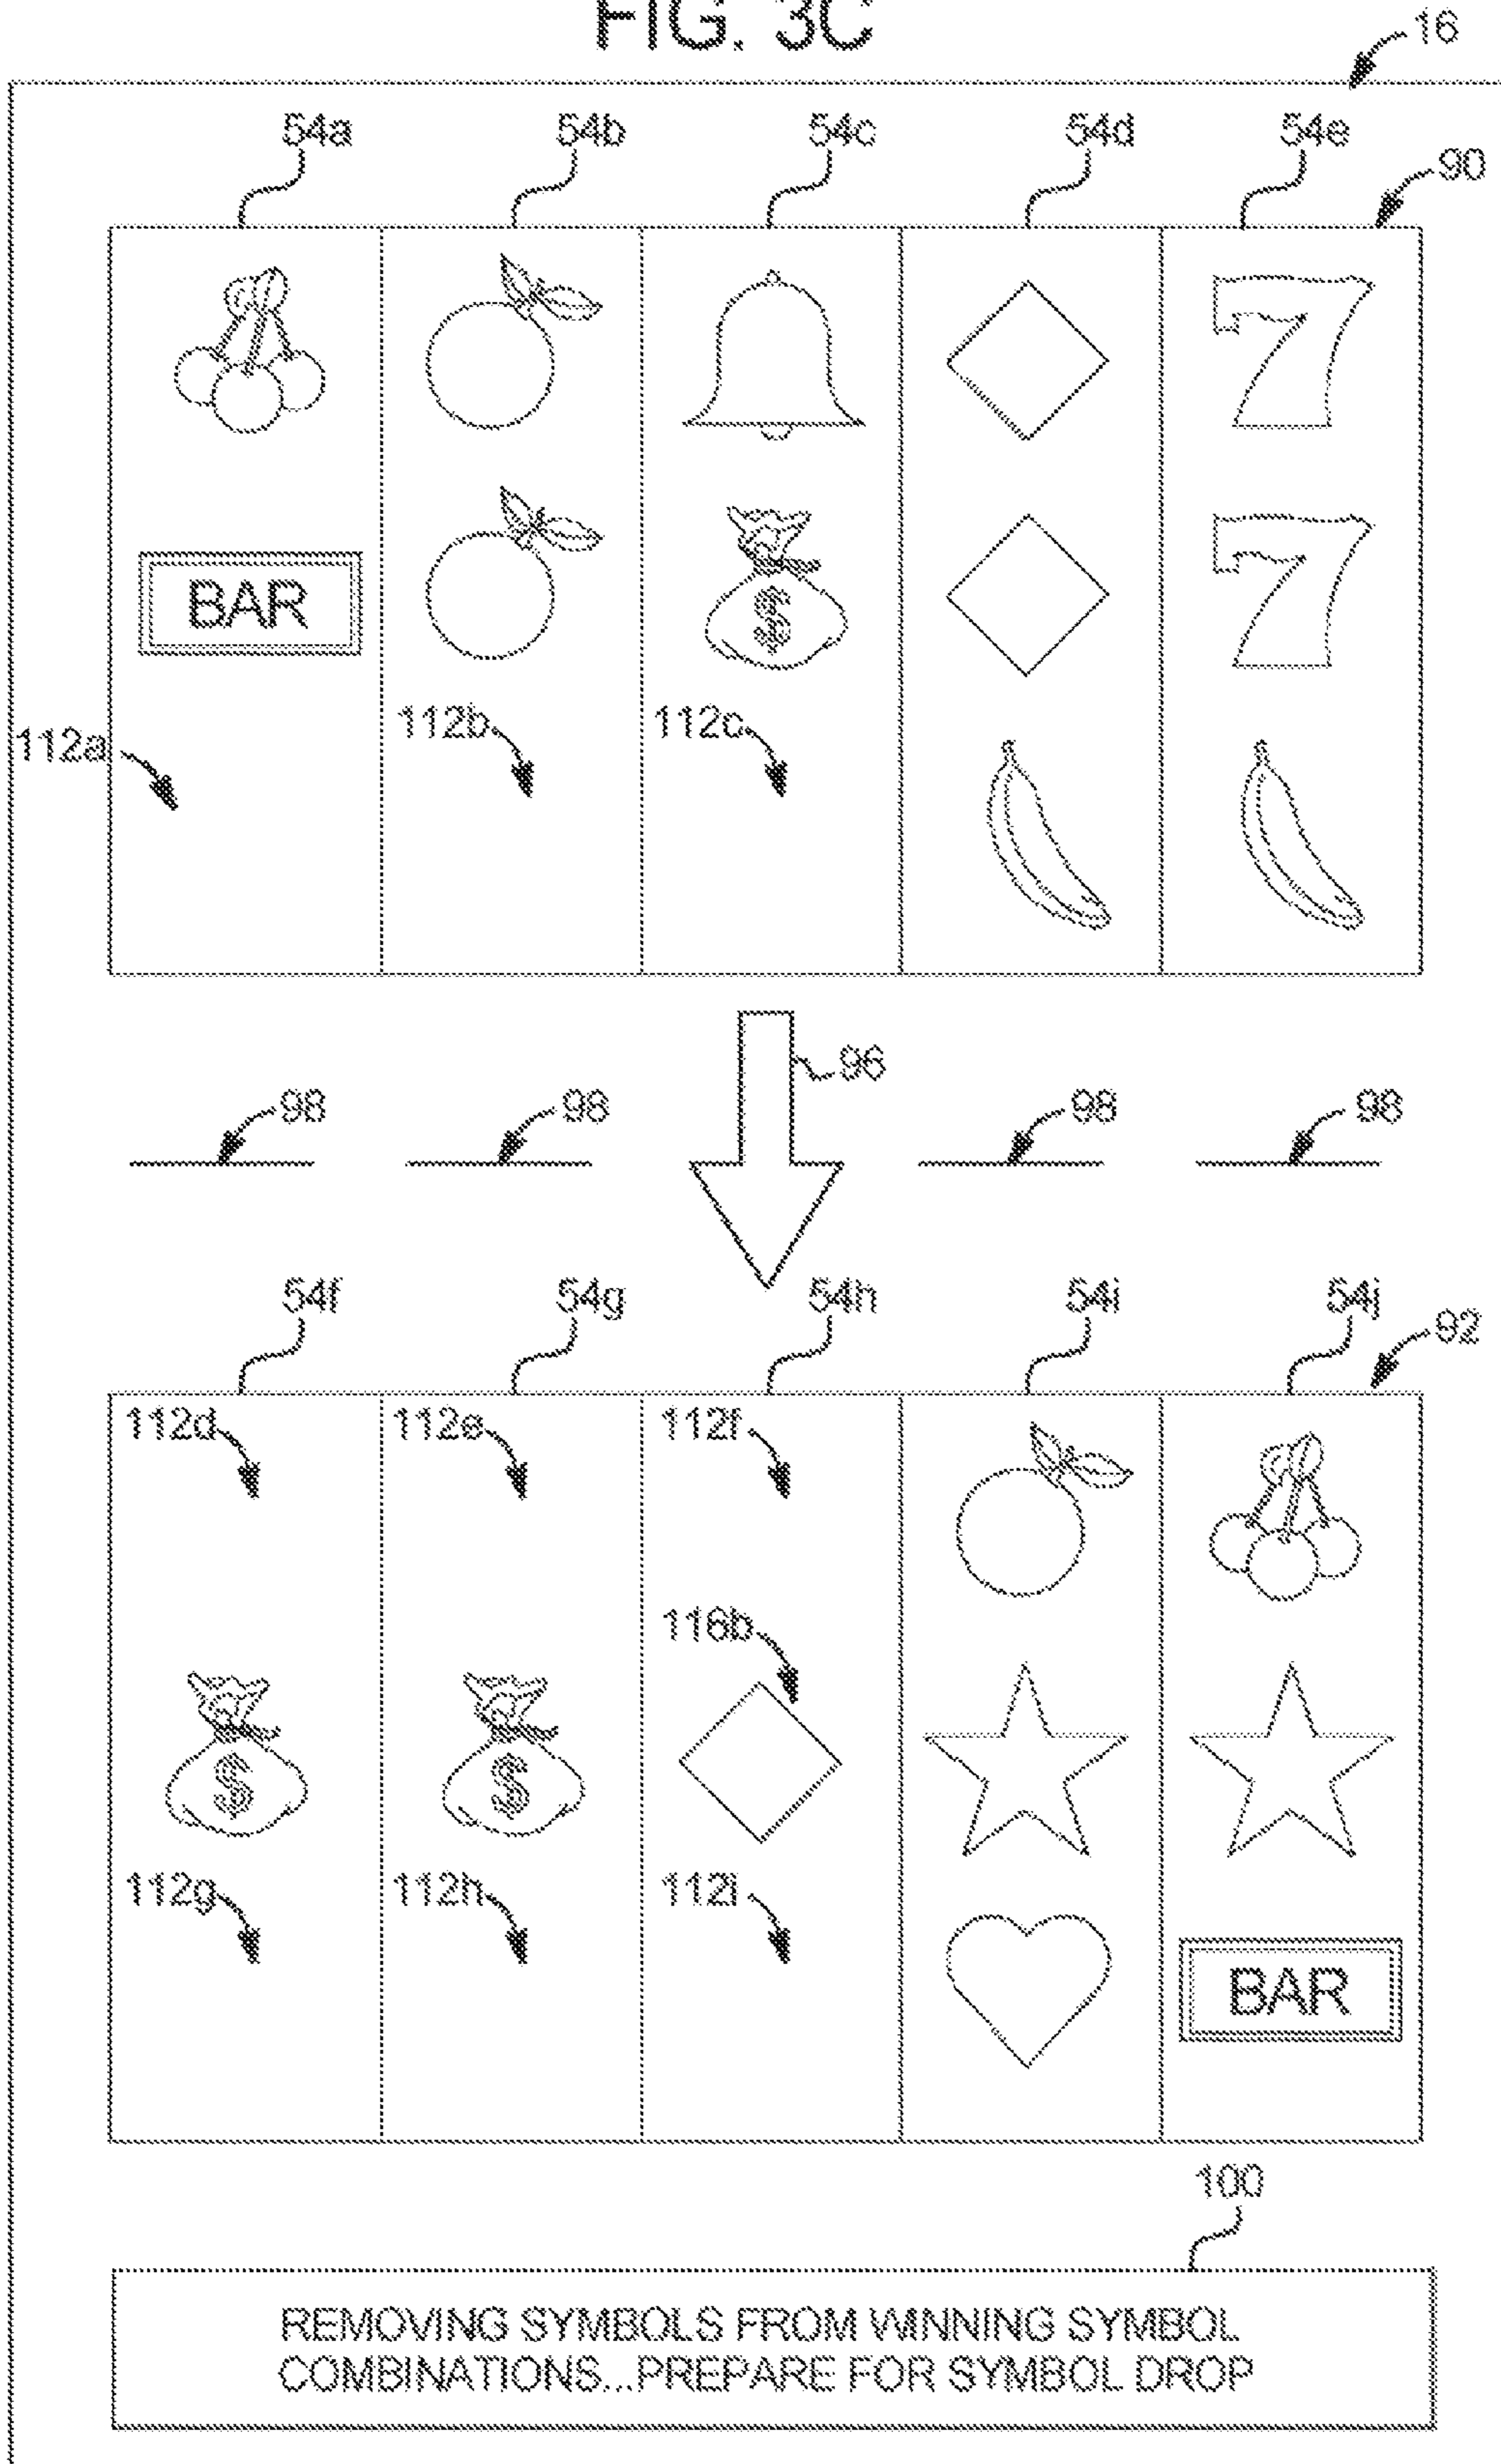 FIG. 3C
16
54a 54b 54c 54d 54e
90
7
BAR $ 7
112a 112b 112c
96
98 98 98 98
54f 54g 54h 54i 54j
92
112d 112e 112f
116b
$ $
112g 112h 112i
BAR
100
REMOVING SYMBOLS FROM WINNING SYMBOL
COMBINATIONS...PREPARE FOR SYMBOL DROP